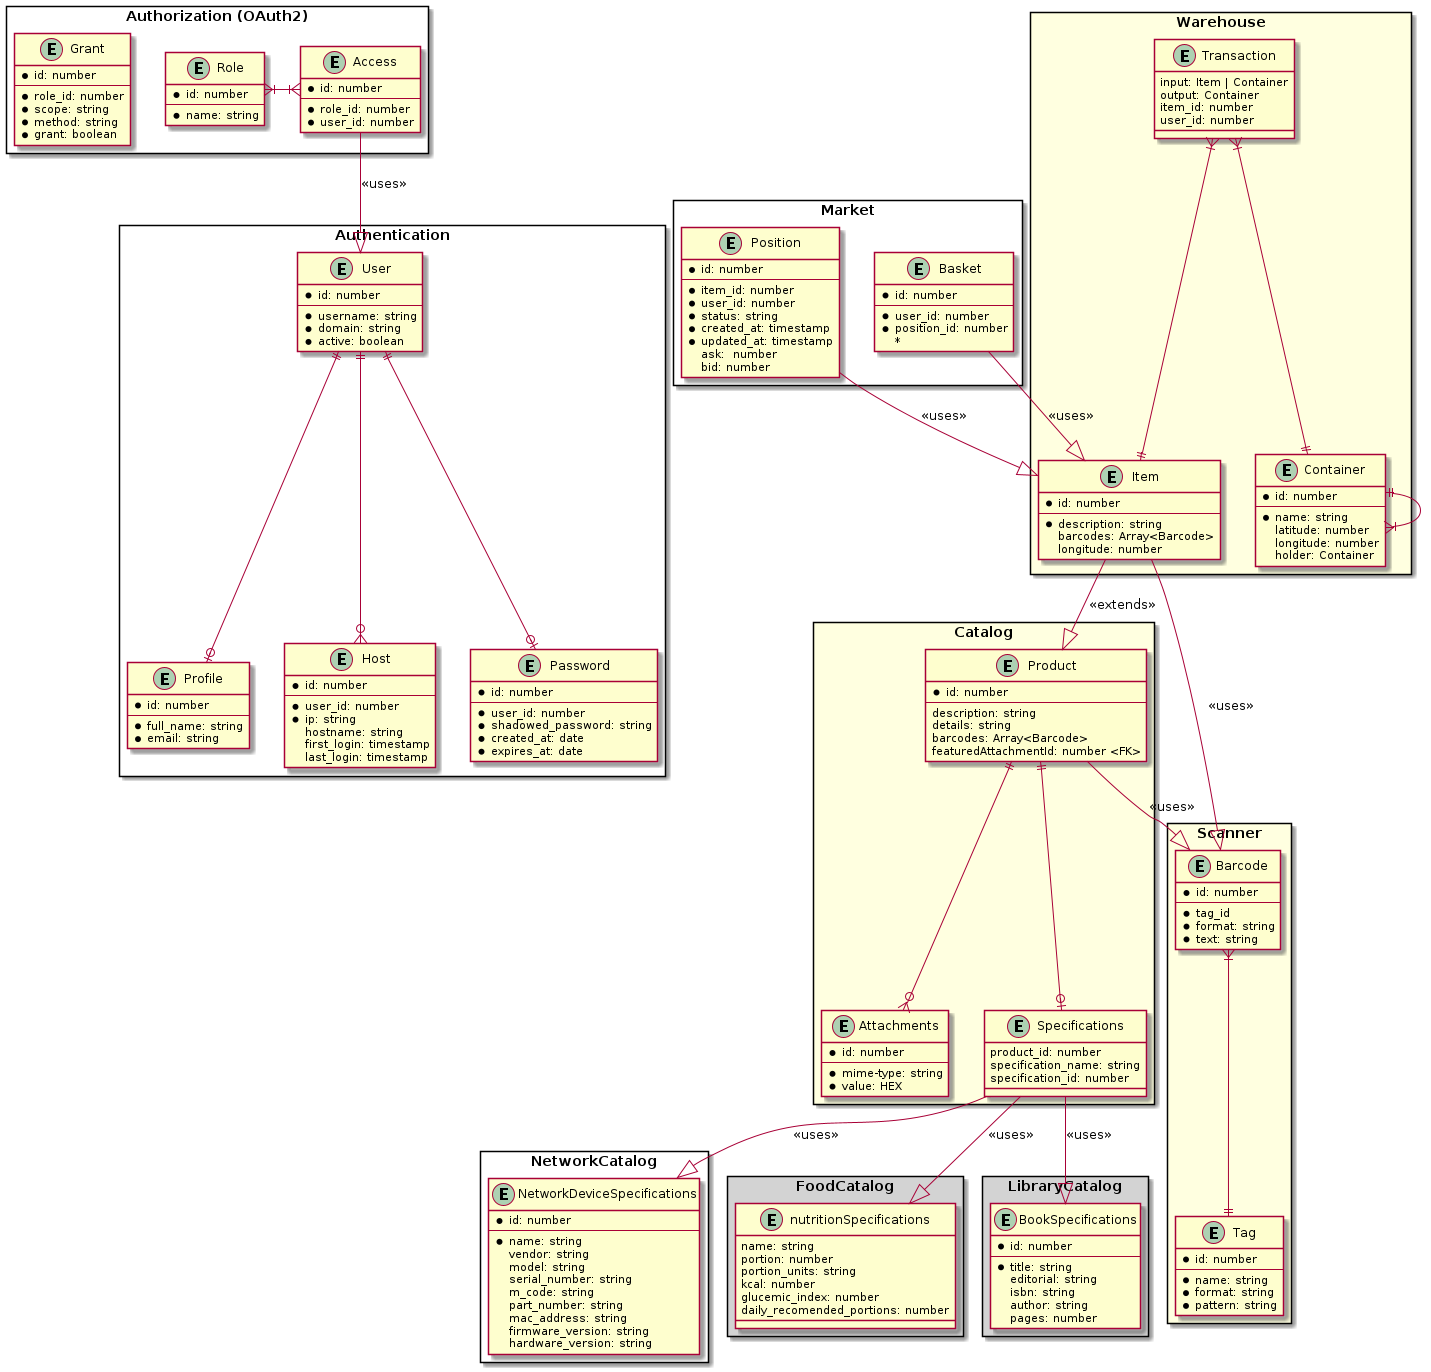 Authorization (OAuth2)
E Grant
id: number
role_id: number
scope: string
method: string
grant: boolean
E Role
id: number
name: string
E Access
id: number
role_id: number
user_id: number
«uses»
Authentication
E User
id: number
username: string
domain: string
active: boolean
E Profile
id: number
full_name: string
email: string
E Host
id: number
user_id: number
ip: string
hostname: string
first_login: timestamp
last_login: timestamp
E Password
id: number
user_id: number
shadowed_password: string
created_at: date
expires_at: date
Market
E Position
id: number
item_id: number
user_id: number
status: string
created_at: timestamp
updated_at: timestamp
ask:  number
bid: number
E Basket
id: number
user_id: number
position_id: number
*
«uses»
«uses»
Warehouse
E Transaction
input: Item | Container
output: Container
item_id: number
user_id: number
E Item
id: number
description: string
barcodes: Array<Barcode>
longitude: number
E Container
id: number
name: string
latitude: number
longitude: number
holder: Container
«extends»
«uses»
Catalog
E Product
id: number
description: string
details: string
barcodes: Array<Barcode>
featuredAttachmentId: number <FK>
«uses»
E Attachments
id: number
mime-type: string
value: HEX
E Specifications
product_id: number
specification_name: string
specification_id: number
Scanner
E Barcode
id: number
tag_id
format: string
text: string
E Tag
id: number
name: string
format: string
pattern: string
«uses»
«uses»
«uses»
NetworkCatalog
E NetworkDeviceSpecifications
id: number
name: string
vendor: string
model: string
serial_number: string
m_code: string
part_number: string
mac_address: string
firmware_version: string
hardware_version: string
FoodCatalog
E nutritionSpecifications
name: string
portion: number
portion_units: string
kcal: number
glucemic_index: number
daily_recomended_portions: number
LibraryCatalog
E BookSpecifications
id: number
title: string
editorial: string
isbn: string
author: string
pages: number